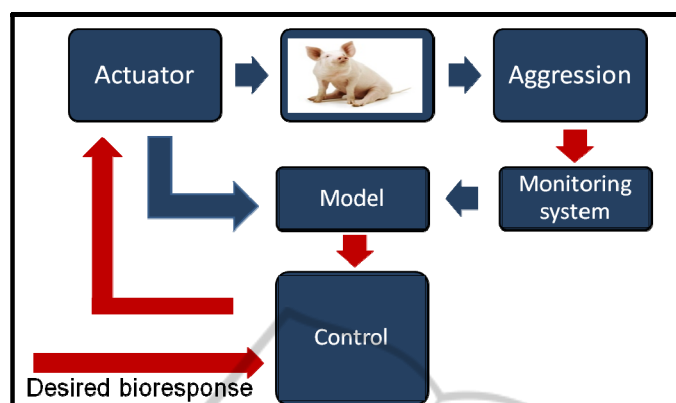 Actuator
Aggression
Model
Monitoring
system
Control
Desired bioresponse